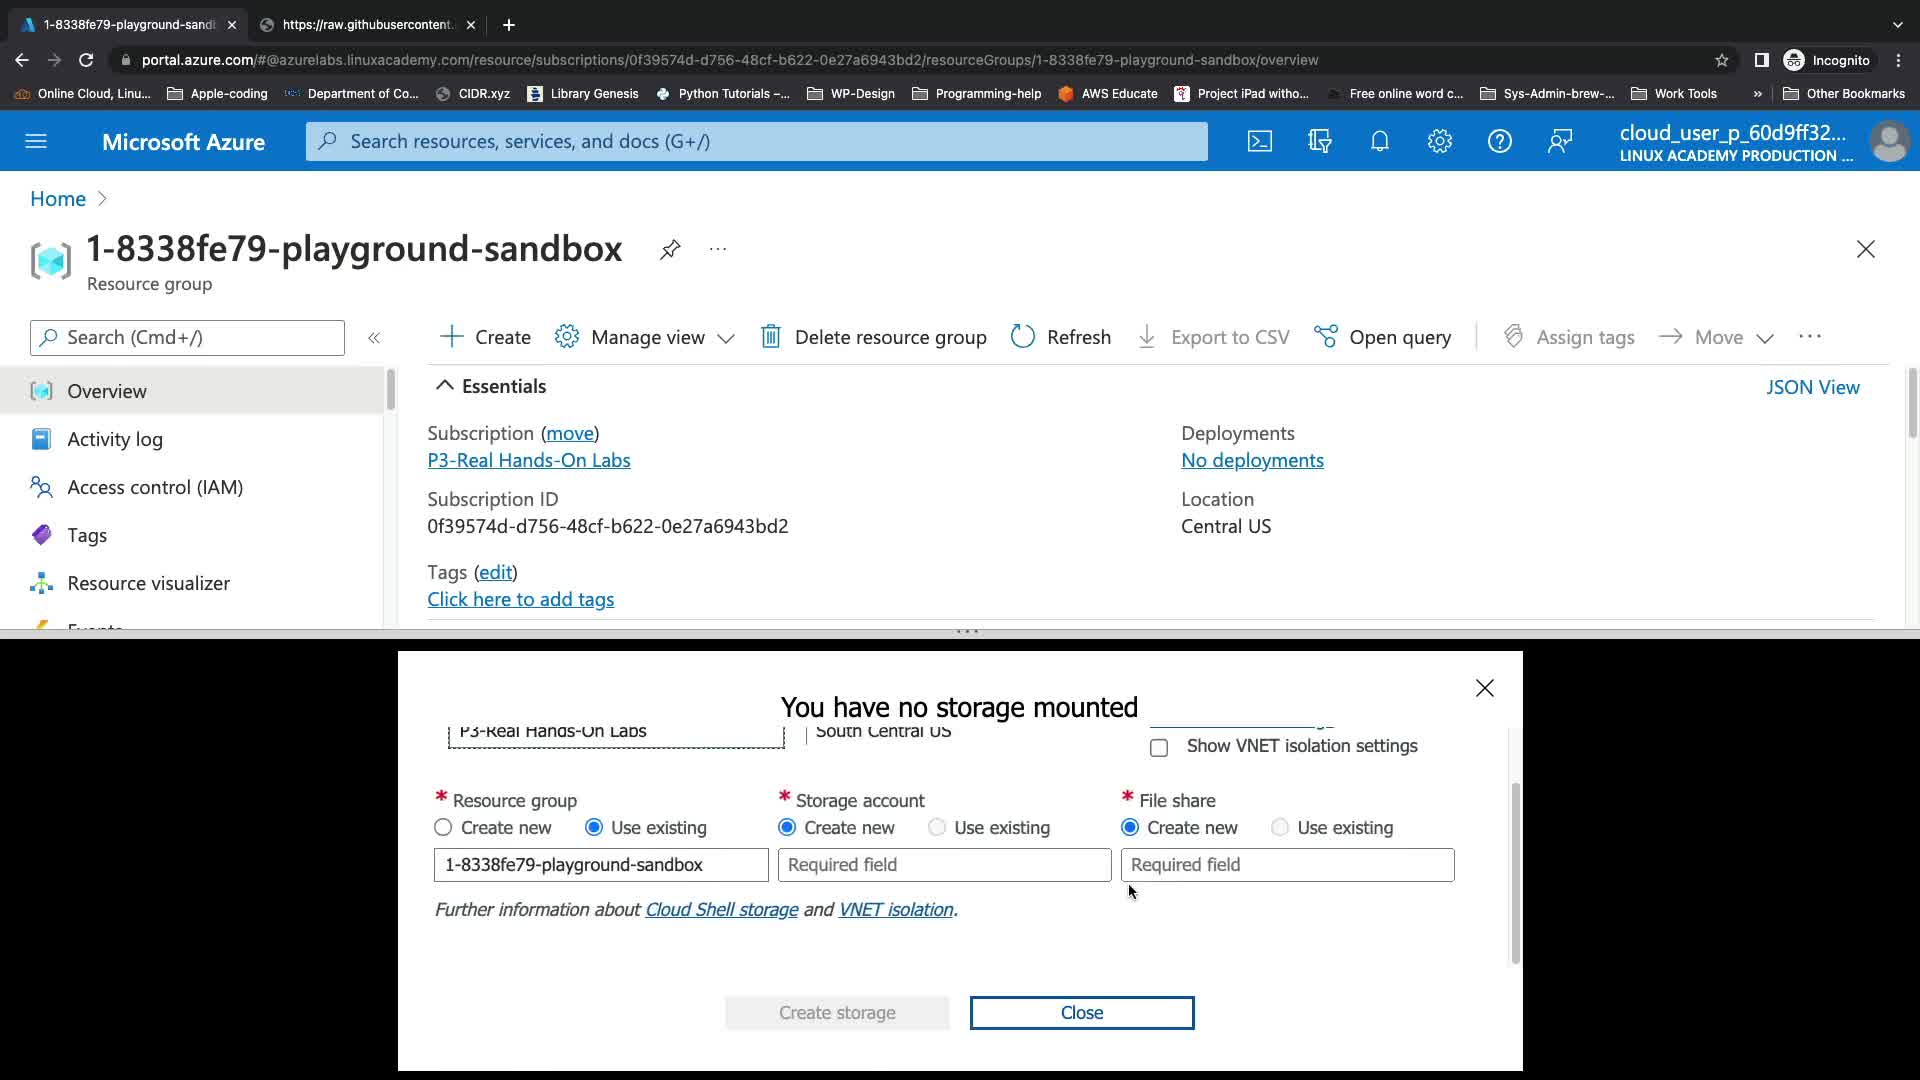 1-8338fe79-playground-sandb
https://raw.githubusercontent.
portal.azure.com/#@azurelabs.linuxacademy.com/resource/subscriptions/0f39574d-d756-48cf-b622-0e27a6943bd2/resourceGroups/1-8338fe79-playground-sandbox/overview
Incognito
Online Cloud, Linu...
Apple-coding
Department of Co...
CIDR.xyz
Library Genesis
Python Tutorials –...
WP-Design
Programming-help
AWS Educate
Project iPad witho...
Free online word c...
Sys-Admin-brew-...
Work Tools
»
Other Bookmarks
Microsoft Azure
Search resources, services, and docs (G+/)
cloud_user_p_60d9ff32...
LINUX ACADEMY PRODUCTION ...
Home >
1-8338fe79-playground-sandbox
...
Resource group
Search (Cmd+/)
«
Create
Manage view
Delete resource group
Refresh
Export to CSV
Open query
Assign tags
Move
...
Overview
Activity log
Access control (IAM)
Tags
Resource visualizer
Events
Essentials
JSON View
Subscription (move)
P3-Real Hands-On Labs
Subscription ID
0f39574d-d756-48cf-b622-0e27a6943bd2
Tags (edit)
Click here to add tags
Deployments
No deployments
Location
Central US
You have no storage mounted
P3-Real Hands-On Labs
South Central US
Show VNET isolation settings
* Resource group
Create new
Use existing
1-8338fe79-playground-sandbox
* Storage account
Create new
Use existing
Required field
* File share
Create new
Use existing
Required field
Further information about Cloud Shell storage and VNET isolation.
Create storage
Close